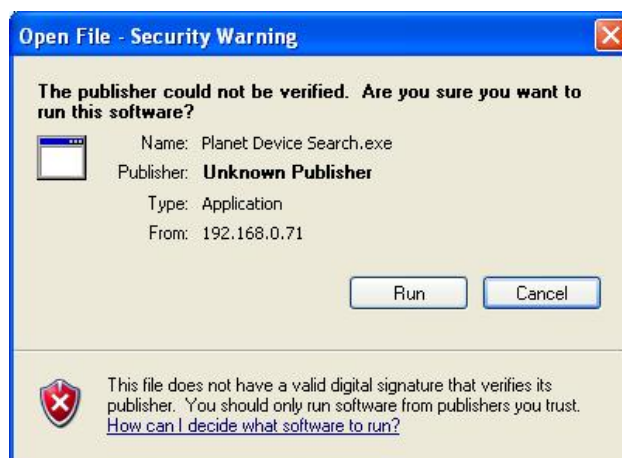 Open File - Security Warning
The publisher could not be verified.  Are you sure you want to
run this software?
Name: Planet Device Search.exe
Publisher: Unknown Publisher
Type: Application
From: 192.168.0.71
Run Cancel
This file does not have a valid digital signature that verifies its
publisher.  You should only run software from publishers you trust.
How can I decide what software to run?